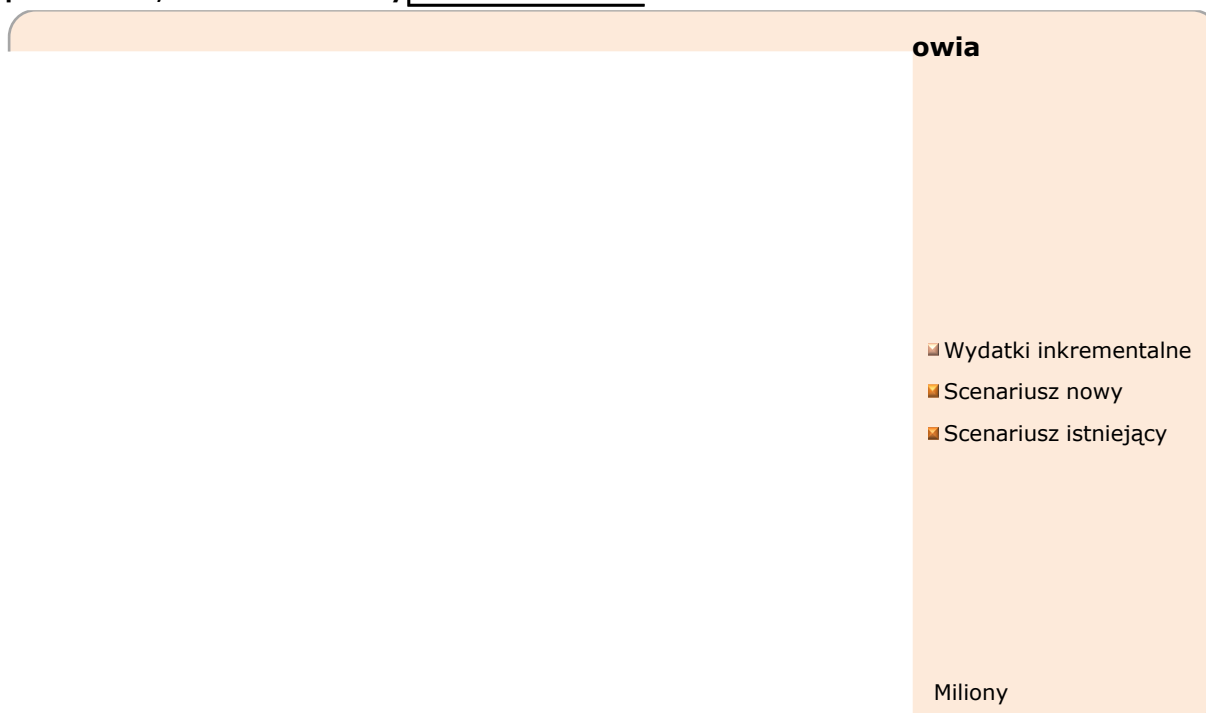 owia
Wydatki inkrementalne
Scenariusz nowy
Scenariusz istniejący
Miliony